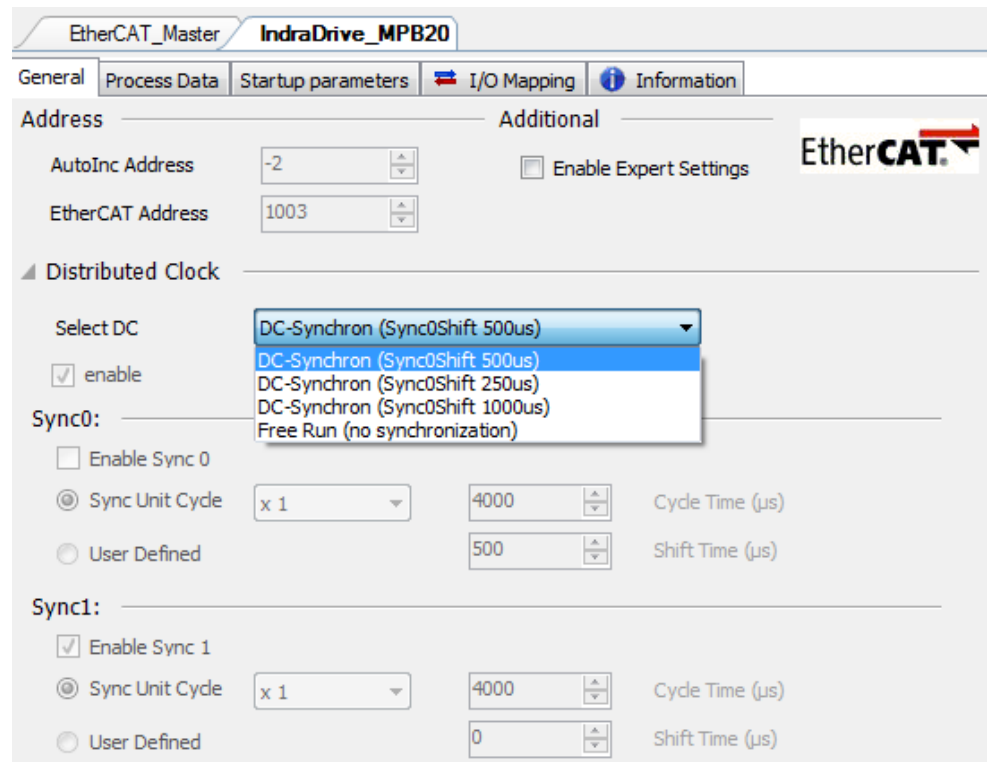 EtherCAT_Master IndraDrive_MPB20
General Process Data Startup parameters I/O Mapping Information
Address Additional
EtherCAT.
AutoInc Address -2 Enable Expert Settings
EtherCAT Address 1003
Distributed Clock
Select DC DC-Synchron (Sync0Shift 500us)
DC-Synchron (Sync0Shift 500us)
enable
DC-Synchron (Sync0Shift 250us)
DC-Synchron (Sync0Shift 1000us)
Sync0:
Free Run (no synchronization)
Enable Sync 0
Sync Unit Cycle x 1 4000 Cycle Time (µs)
User Defined 500 Shift Time (µs)
Sync1:
Enable Sync 1
Sync Unit Cycle x 1 4000 Cycle Time (µs)
User Defined 0 Shift Time (µs)